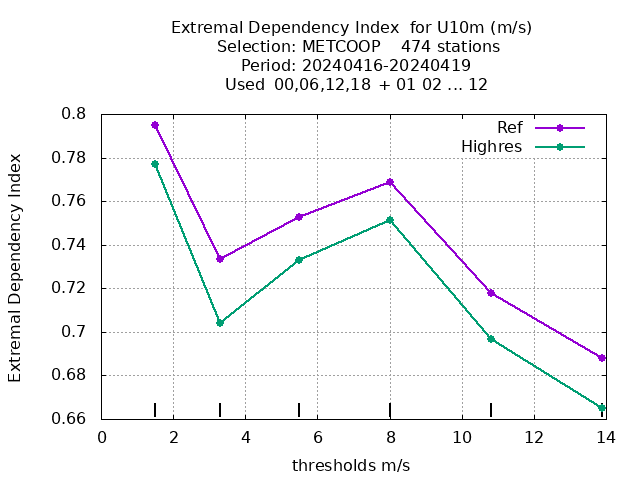 Extremal Dependency Index  for U10m (m/s)
Selection: METCOOP    474 stations
Period: 20240416-20240419
Used  00,06,12,18 + 01 02 ... 12
Ref
Highres
Extremal Dependency Index
0.8
0.78
0.76
0.74
0.72
0.7
0.68
0.66
0 2 4 6 8 10 12 14
thresholds m/s